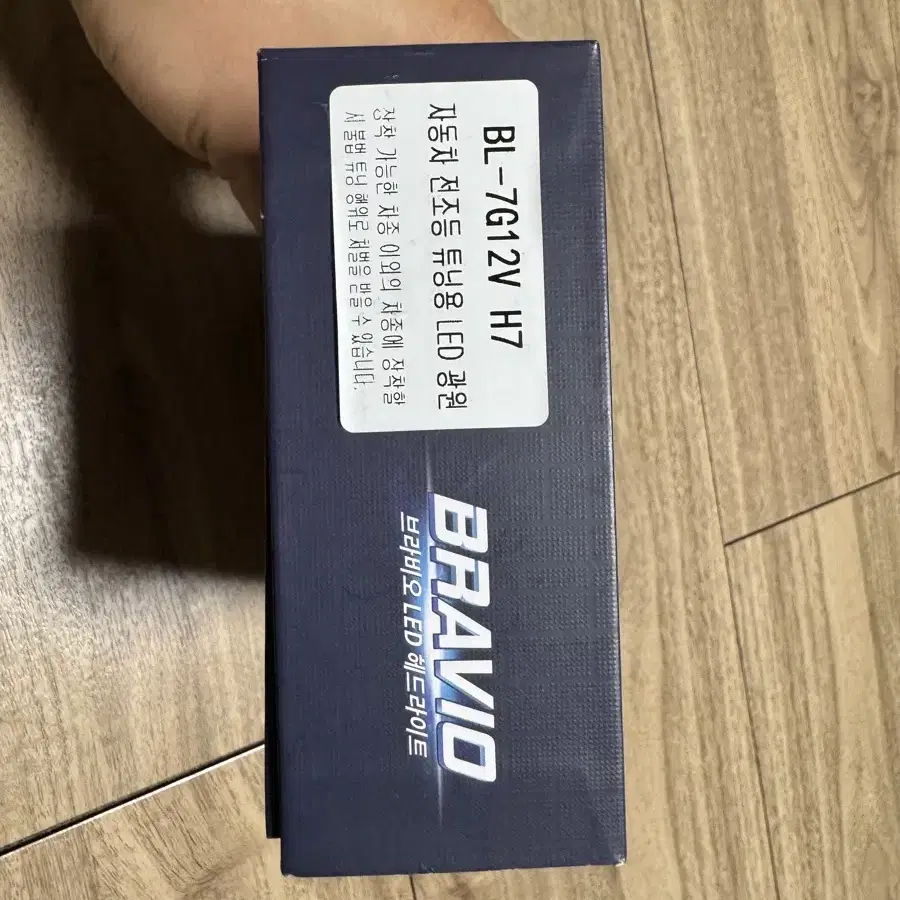 BL-7G12V H7
자동차 전조등 튜닝용 LED 광원
장착 가능한 차종 이외의 차종에 장착할
시 불법 튜닝 행위로 처벌을 받을 수 있습니다.
BRAVIO
브라비오 LED 헤드라이트